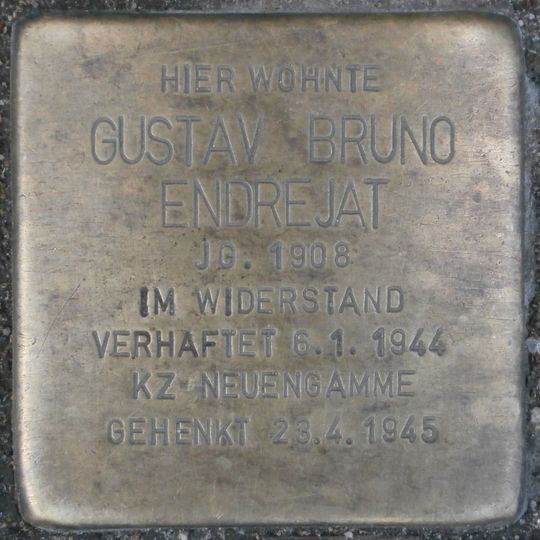 HIER WOHNTE
GUSTAV BRUNO
ENDREJAT
JG. 1908
IM WIDERSTAND
VERHAFTET 6.1. 1944
KZ NEUENGAMME
GEHENKT 23.4.1945